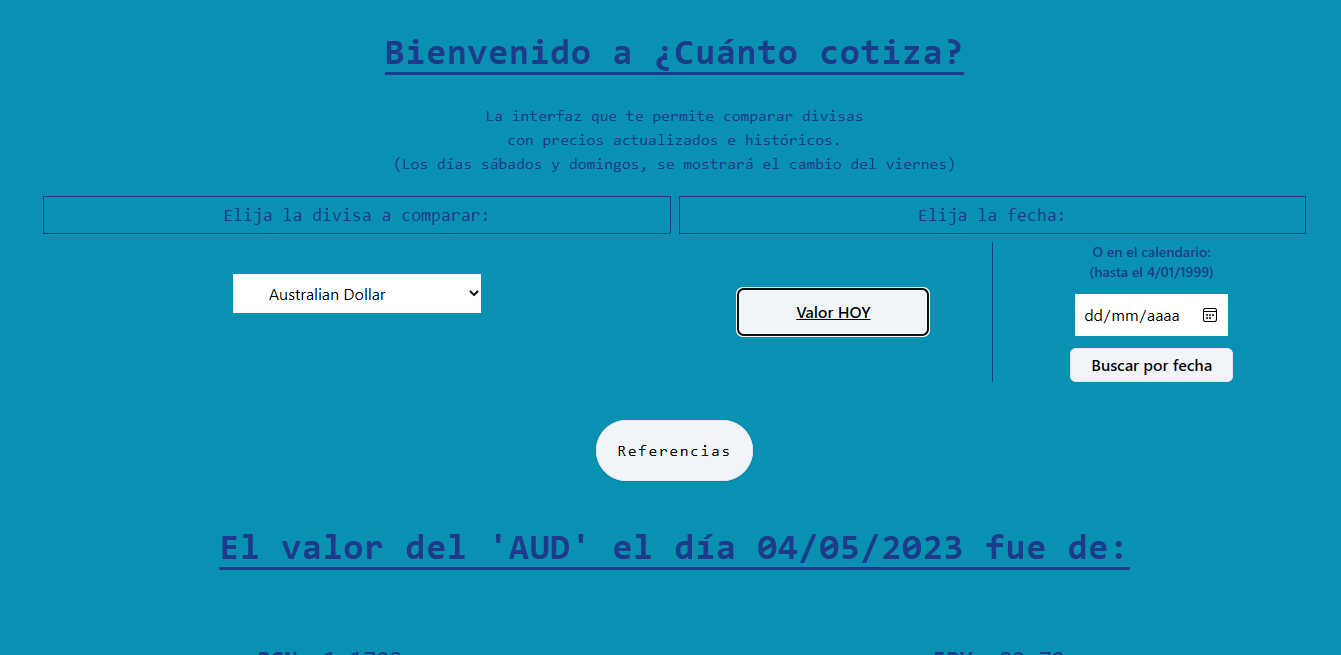 Bienvenido a ¿Cuánto cotiza?
La interfaz que te permite comparar divisas
con precios actualizados e históricos.
(Los días sábados y domingos, se mostrará el cambio del viernes)
Elija la divisa a comparar:
Elija la fecha:
Australian Dollar
Valor HOY
O en el calendario:
(hasta el 4/01/1999)
dd/mm/aaaa
Buscar por fecha
Referencias
El valor del 'AUD' el día 04/05/2023 fue de: